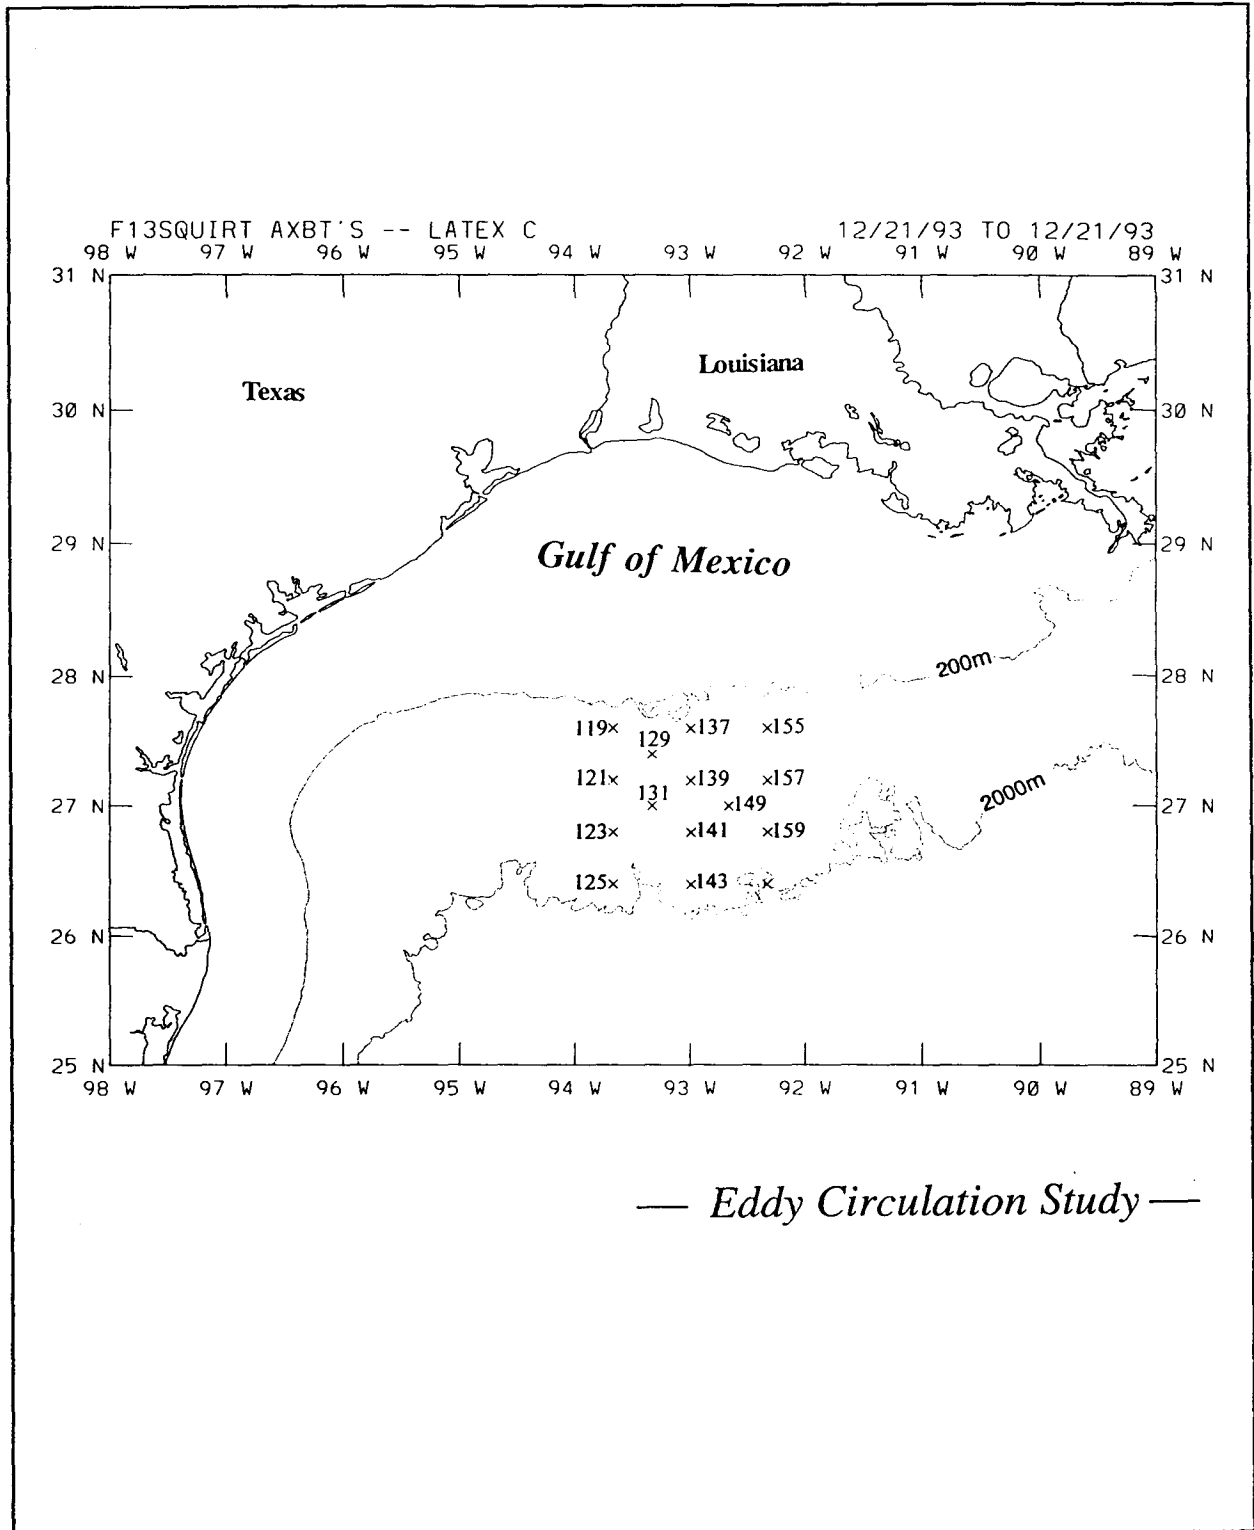 F13SQUIRT AXBT'S -- LATEX C 12/21/93 TO 12/21/93
98 W 97 W 96 W 95 W 94 W 93 W 92 W 91 W 90 W 89 W
31 N 31 N
Louisiana
Texas
30 N 30 N
29 N 29 N
Gulf of Mexico
200m
28 N 28 N
119× ×137 ×155
129
×
121× ×139 ×157
2000m
131
27 N × ×149 27 N
123× ×141 ×159
125× ×143 ×
26 N 26 N
25 N 25 N
98 W 97 W 96 W 95 W 94 W 93 W 92 W 91 W 90 W 89 W
— Eddy Circulation Study —